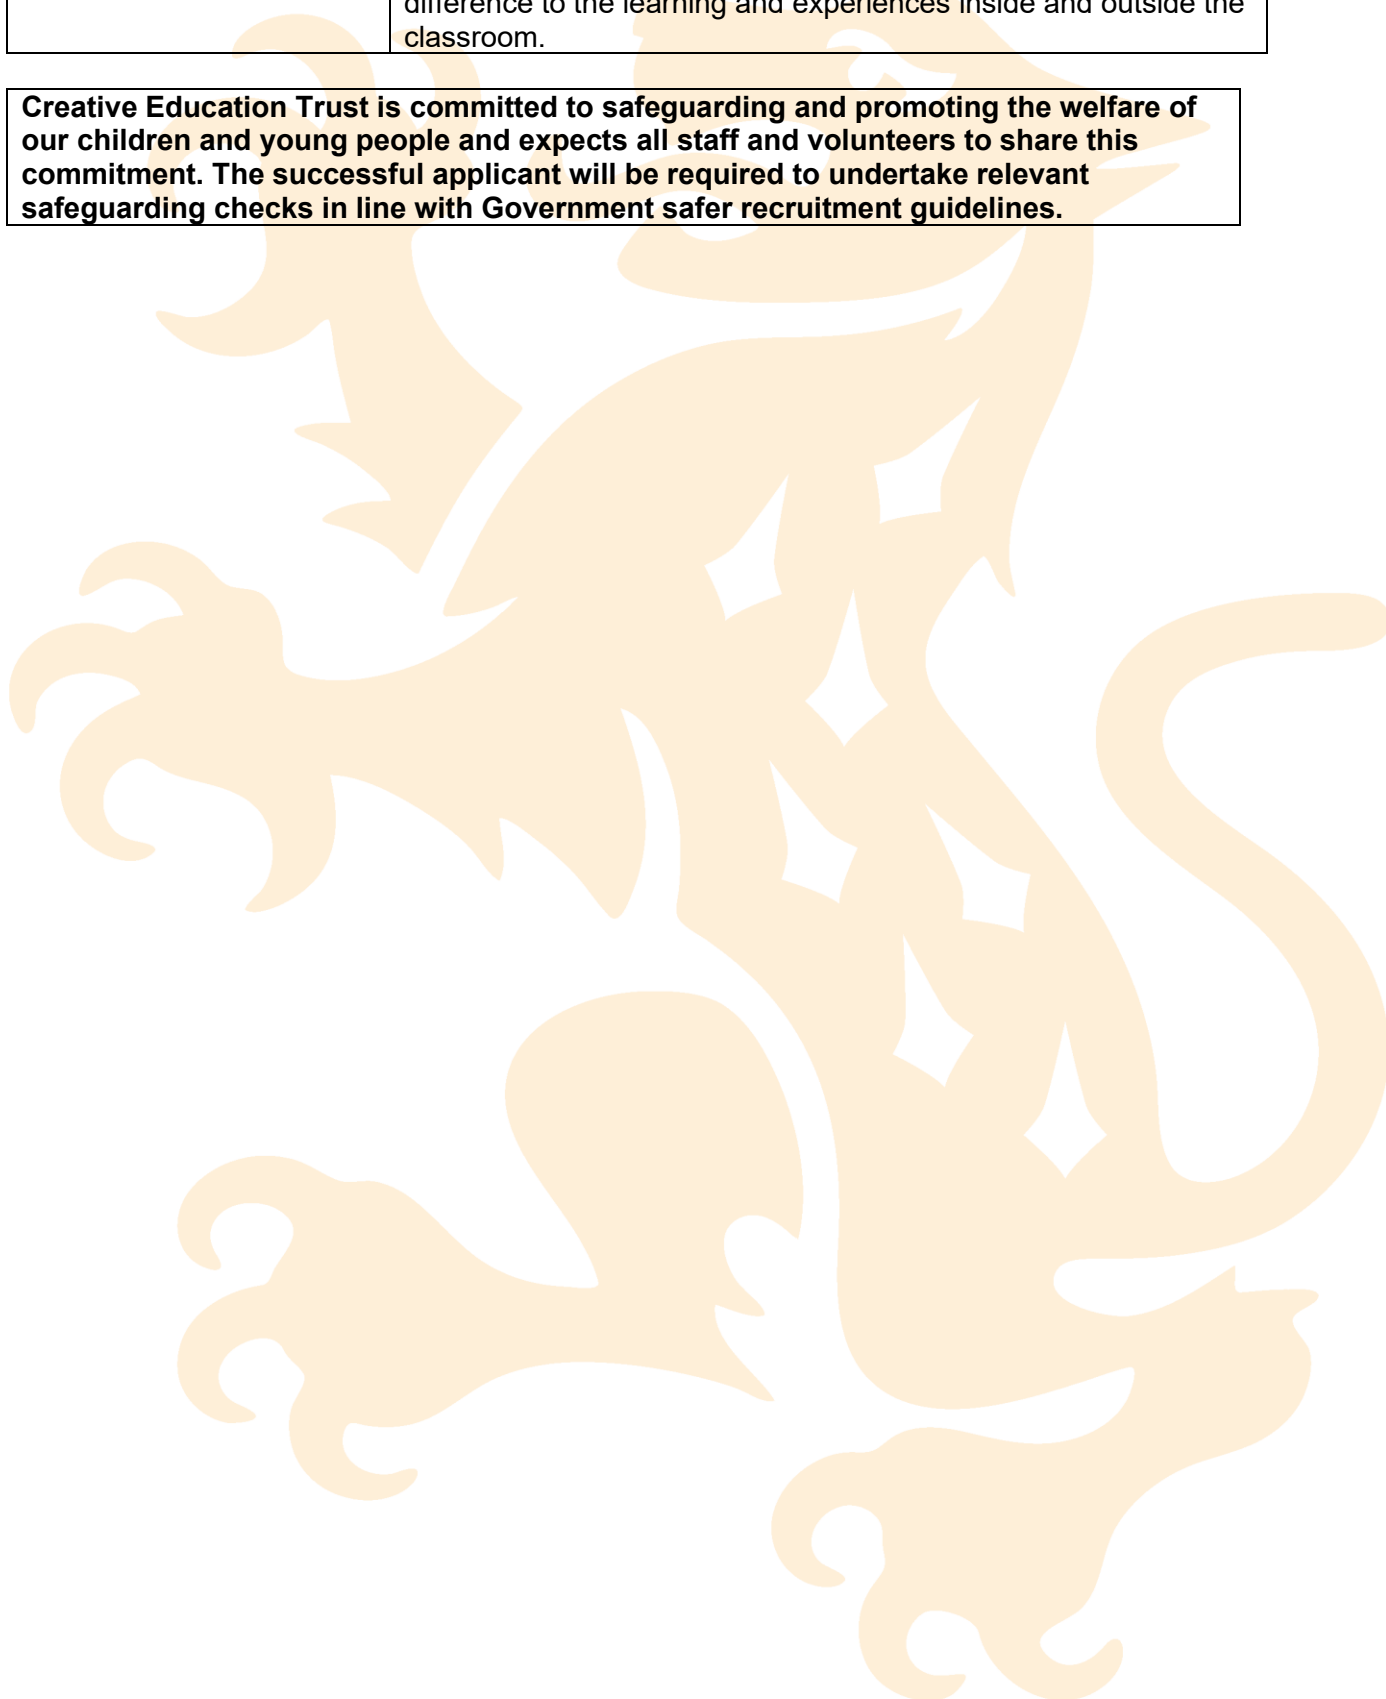 difference to the learning and experiences inside and outside the
classroom.
Creative Education Trust is committed to safeguarding and promoting the welfare of
our children and young people and expects all staff and volunteers to share this
commitment. The successful applicant will be required to undertake relevant
safeguarding checks in line with Government safer recruitment guidelines.